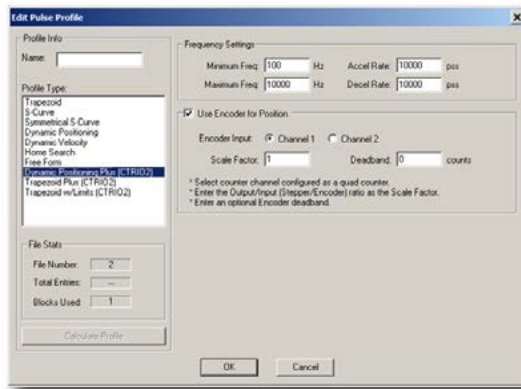 Edit Pulse Profile
Profile Info
Name:
Profile Type:
Trapezoid
S-Curve
Symmetrical S-Curve
Dynamic Positioning
Dynamic Velocity
Home Search
Free Form
Dynamic Positioning Plus (CTRIO2)
Trapezoid Plus (CTRIO2)
Trapezoid w/Limits (CTRIO2)
File Stats
File Number: 2
Total Entries: ---
Blocks Used: 1
Calculate Profile
Frequency Settings
Minimum Freq: 100 Hz Accel Rate: 10000 pss
Maximum Freq: 10000 Hz Decel Rate: 10000 pss
Use Encoder for Position
Encoder Input: Channel 1 Channel 2
Scale Factor: 1 Deadband: 0 counts
* Select counter channel configured as a quad counter.
* Enter the Output/Input (Stepper/Encoder) ratio as the Scale Factor.
* Enter an optional Encoder deadband.
OK Cancel